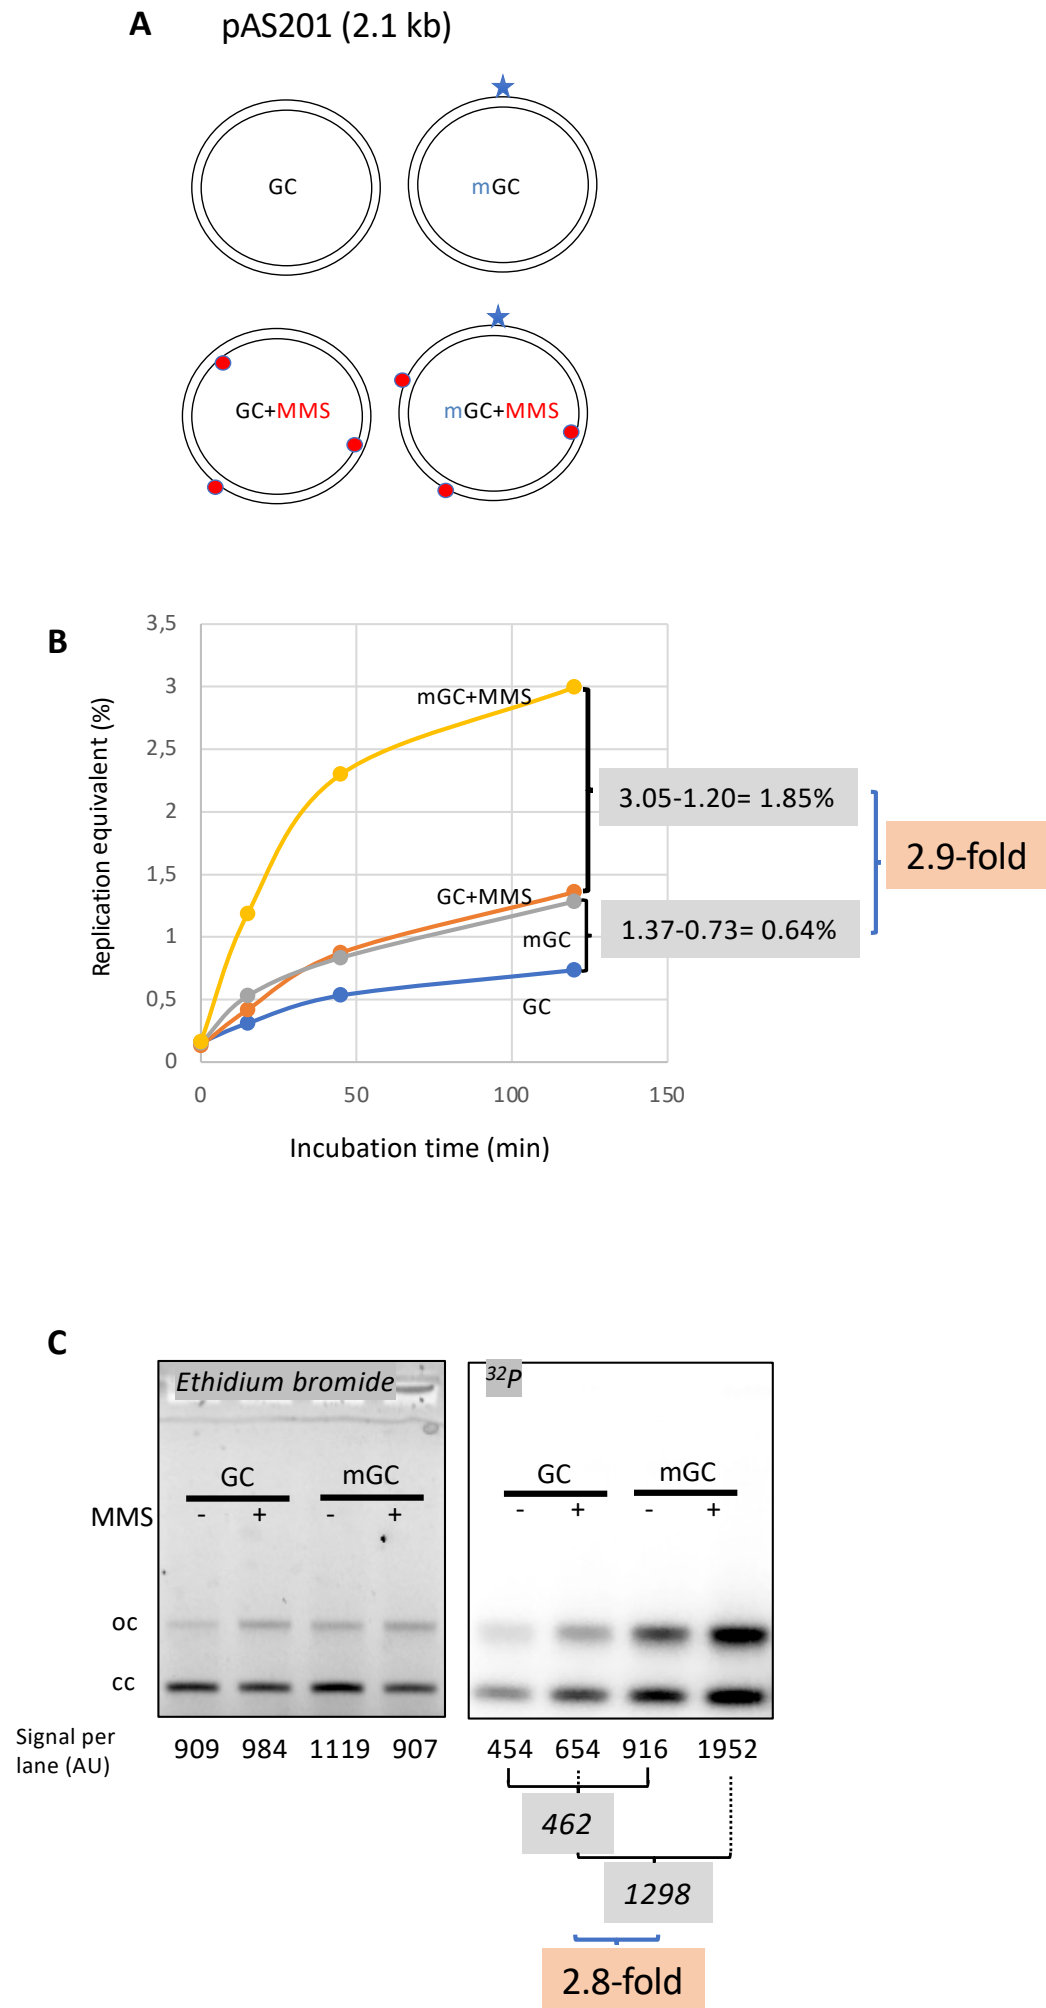 A pAS201 (2.1 kb)
GC mGC
GC+MMS mGC+MMS
B
3,5
3
2,5
2
1,5
1
0,5
0
0 50 100 150
Replication equivalent (%)
Incubation time (min)
mGC+MMS
GC+MMS
mGC
GC
3.05-1.20= 1.85%
1.37-0.73= 0.64%
2.9-fold
C
Ethidium bromide 32P
GC mGC GC mGC
MMS - + - + - + - +
oc
cc
Signal per
lane (AU)
909 984 1119 907 454 654 916 1952
462
1298
2.8-fold